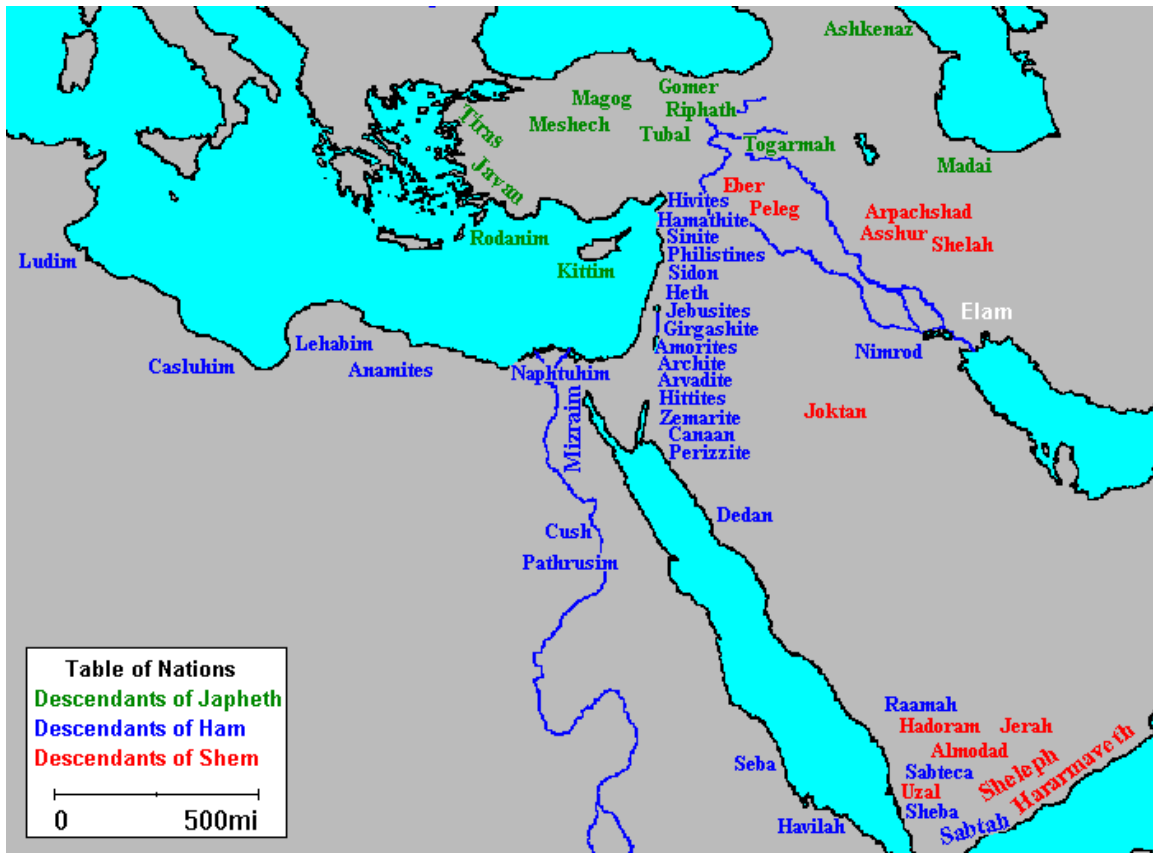 Ashkenaz
Gomer
Magog
Riphath
Meshech
Tiras
Tubal
Togarmah
Madai
Javan
Eber
Peleg
Hivites
Arpachshad
Hamathite
Asshur
Shelah
Rodanim
Sinite
Philistines
Ludim
Kittim
Sidon
Heth
Jebusites
Elam
Girgashite
Lehabim
Amorites
Nimrod
Casluhim
Anamites
Naphtuhim
Archite
Arvadite
Hittites
Mizraim
Zemarite
Joktan
Canaan
Perizzite
Dedan
Cush
Pathrusim
Raamah
Hadoram
Jerah
Almodad
Seba
Sabteca
Sheleph
Hararmaveth
Uzal
Sheba
Havilah
Sabtah
Table of Nations
Descendants of Japheth
Descendants of Ham
Descendants of Shem
0 500mi